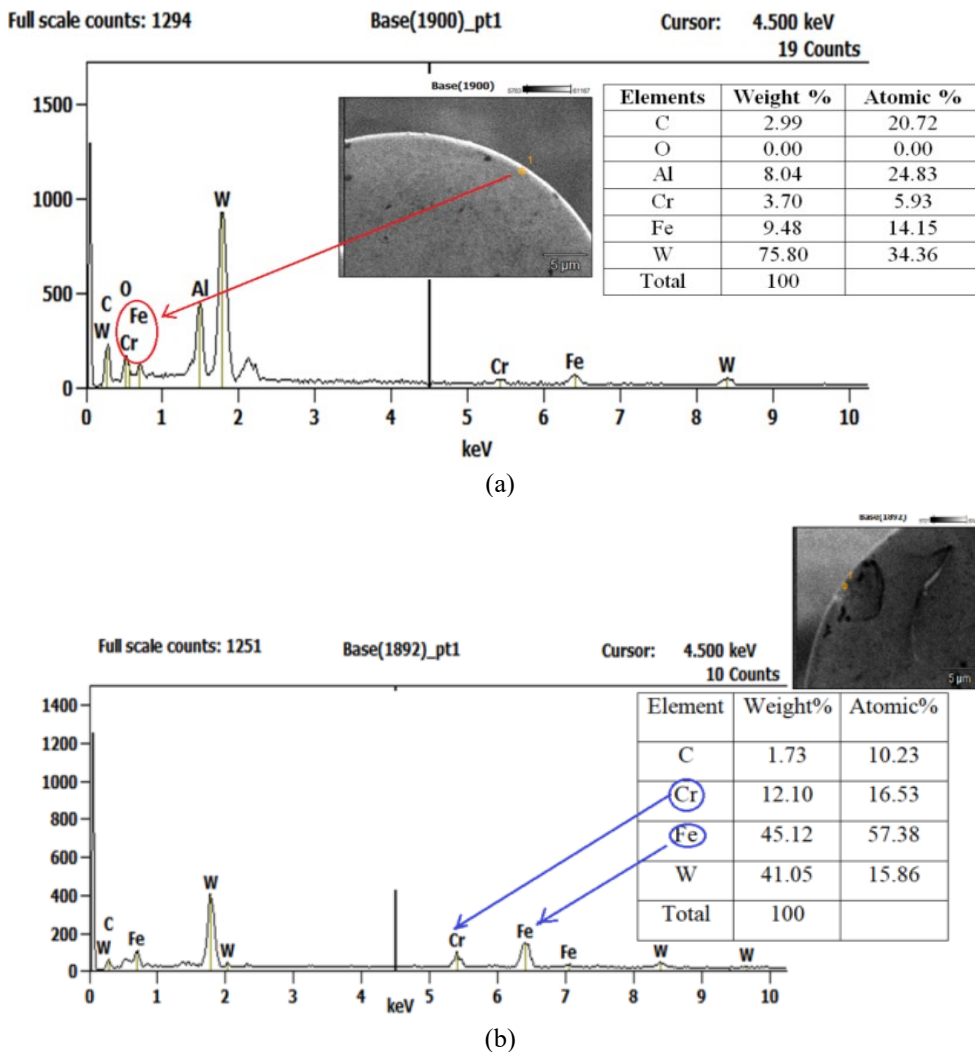 Full scale counts: 1294 Base(1900)_pt1 Cursor: 4.500 keV
19 Counts
1500
1000
500
0
W
Al
O
C Fe
W Cr
Cr Fe W
0 1 2 3 4 5 6 7 8 9 10
keV
Base(1900)
1
5 µm
Elements Weight % Atomic %
C 2.99 20.72
O 0.00 0.00
Al 8.04 24.83
Cr 3.70 5.93
Fe 9.48 14.15
W 75.80 34.36
Total 100
(a)
Base(1892)
5 µm
Full scale counts: 1251 Base(1892)_pt1 Cursor: 4.500 keV
10 Counts
1400
1200
1000
800
600
400
200
0
W
C
W Fe W
Cr Fe Fe W W
0 1 2 3 4 5 6 7 8 9 10
keV
Element Weight% Atomic%
C 1.73 10.23
Cr 12.10 16.53
Fe 45.12 57.38
W 41.05 15.86
Total 100
(b)